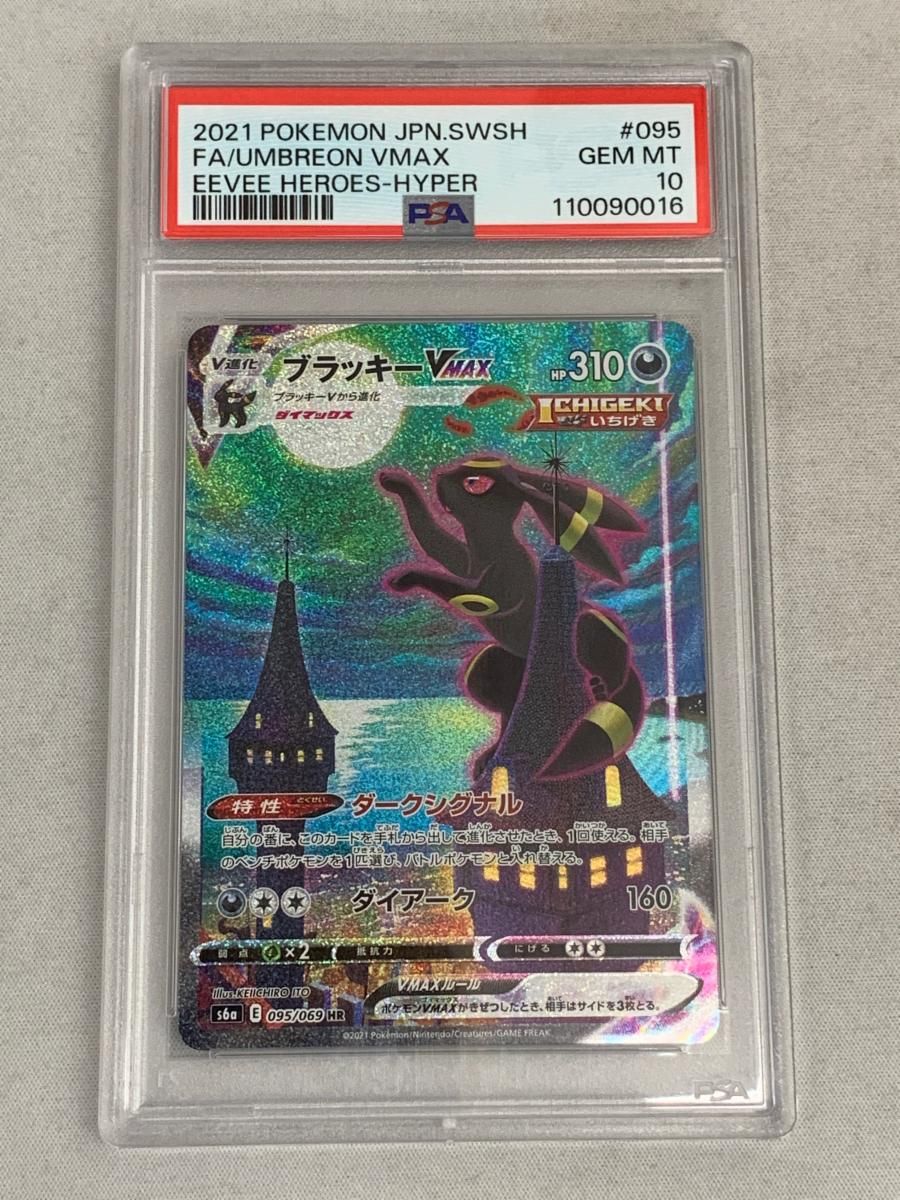 2021 POKEMON JPN.SWSH #095
FA/UMBREON VMAX GEM MT
EEVEE HEROES-HYPER 10
PSA 110090016
V進化 ブラッキーVMAX HP310
ブラッキーVから進化
ダイマックス
ICHIGEKI
いちげき
特性 とくせい ダークシグナル
自分の番に、このカードを手札から出して進化させたとき、1回使える。相手
のベンチポケモンを1匹選び、バトルポケモンと入れ替える。
ダイアーク 160
弱点 ×2 抵抗力 にげる
VMAXルール
ポケモンVMAXがきぜつしたとき、相手はサイドを3枚とる。
Illus. KEIICHIRO ITO
s6a E 095/069 HR
©2021 Pokémon/Nintendo/Creatures/GAME FREAK
PSA